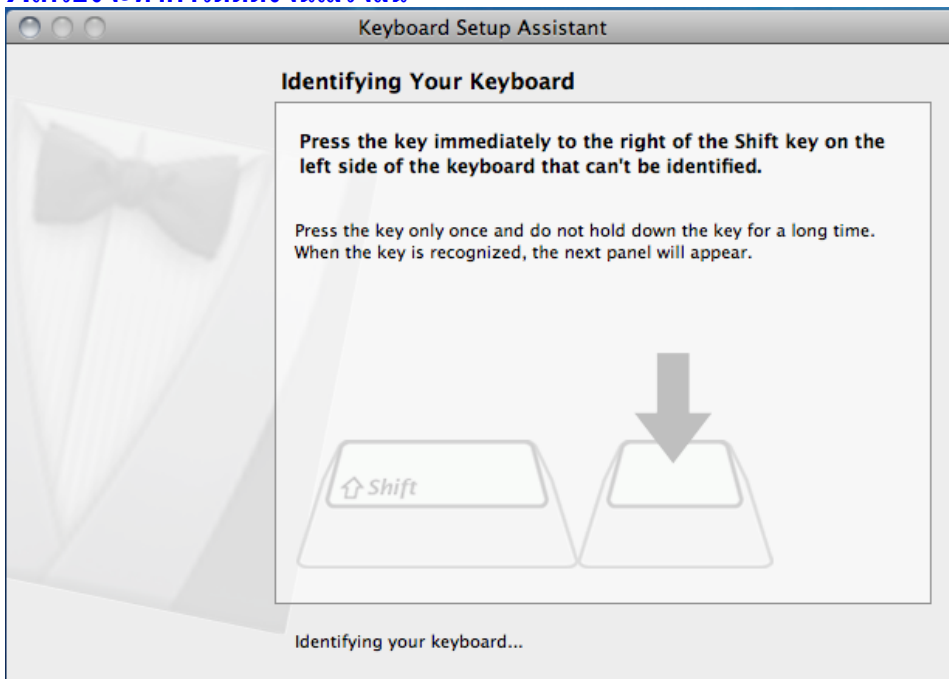 Keyboard Setup Assistant
Identifying Your Keyboard
Press the key immediately to the right of the Shift key on the
left side of the keyboard that can't be identified.
Press the key only once and do not hold down the key for a long time.
When the key is recognized, the next panel will appear.
Shift
Identifying your keyboard...